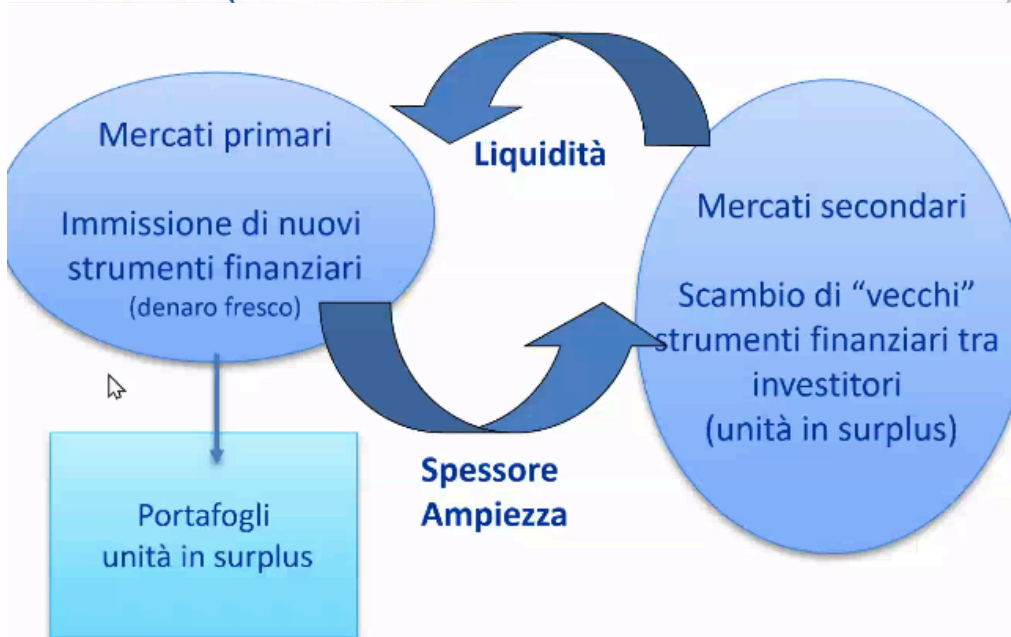 Mercati primari
Immissione di nuovi
strumenti finanziari
(denaro fresco)
Liquidità
Mercati secondari
Scambio di “vecchi”
strumenti finanziari tra
investitori
(unità in surplus)
Spessore
Ampiezza
Portafogli
unità in surplus